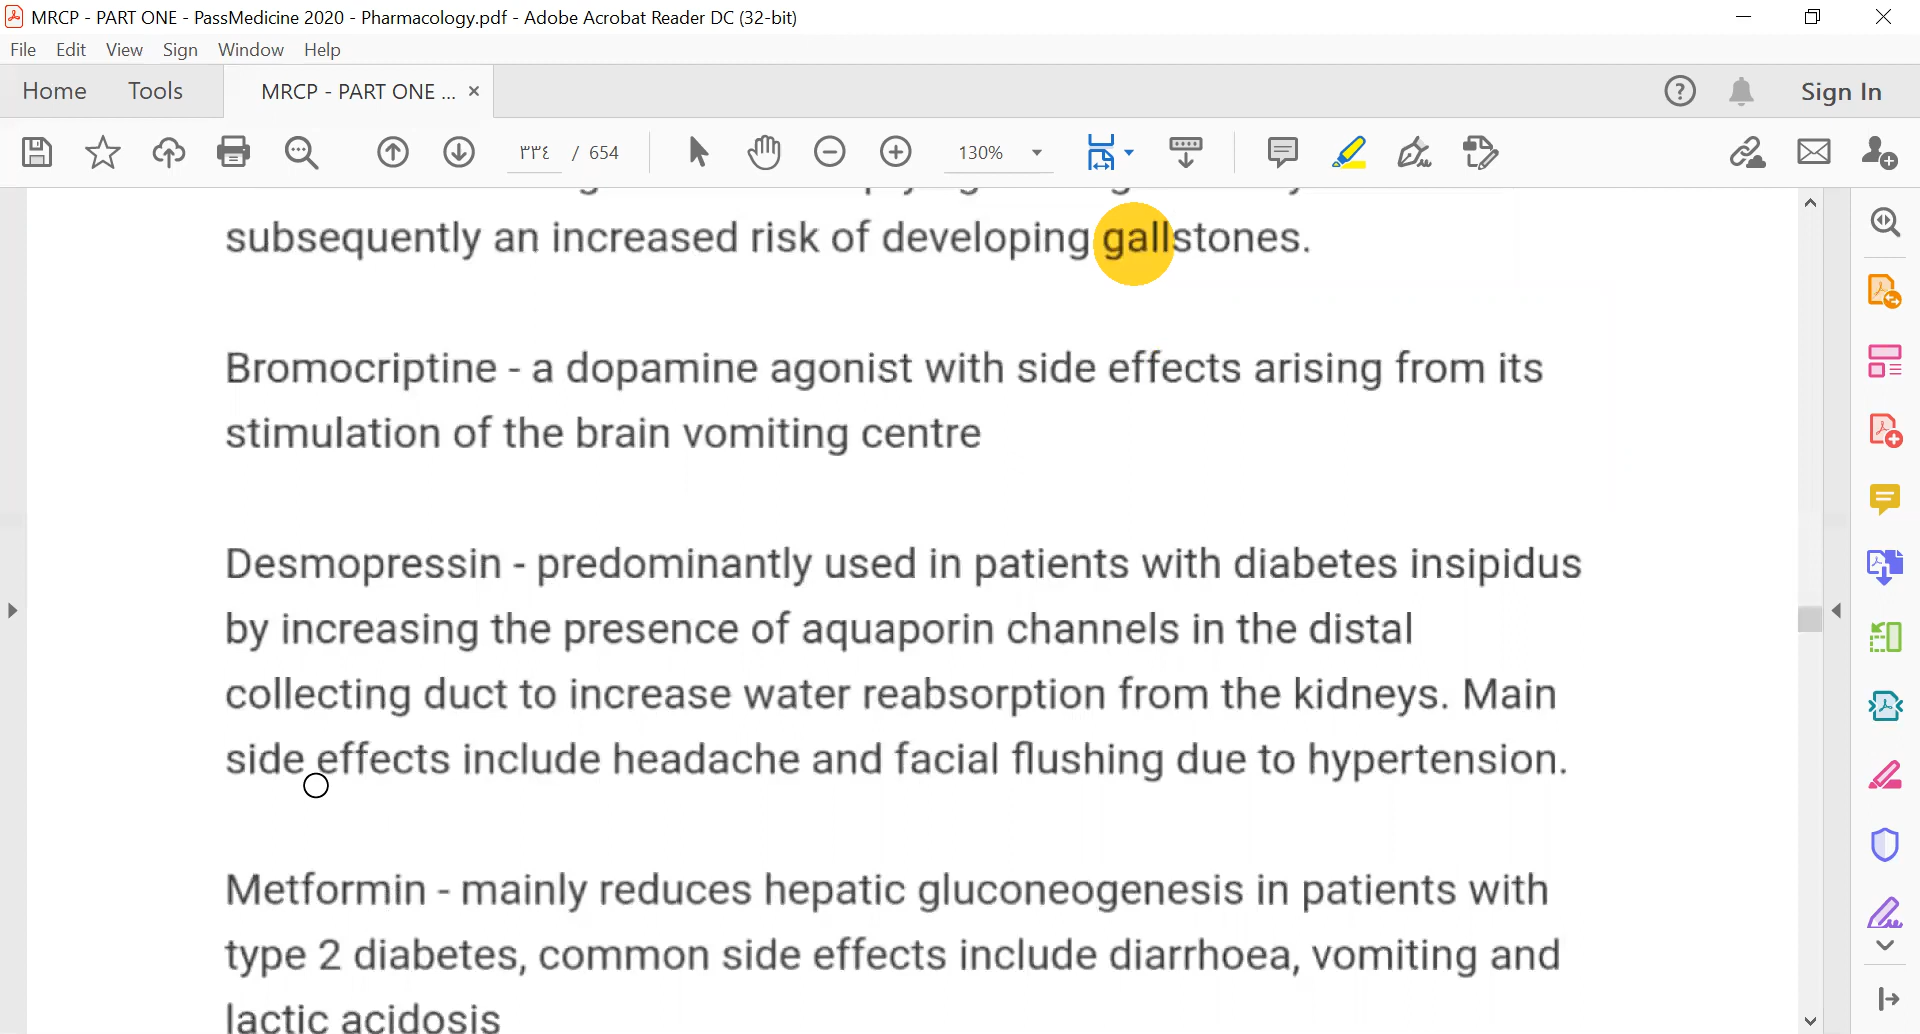 MRCP - PART ONE - PassMedicine 2020 - Pharmacology.pdf - Adobe Acrobat Reader DC (32-bit)
File Edit View Sign Window Help
Home Tools MRCP - PART ONE ... × Sign In
٣٣٤ / 654 130%
subsequently an increased risk of developing gallstones.
Bromocriptine - a dopamine agonist with side effects arising from its
stimulation of the brain vomiting centre
Desmopressin - predominantly used in patients with diabetes insipidus
by increasing the presence of aquaporin channels in the distal
collecting duct to increase water reabsorption from the kidneys. Main
side effects include headache and facial flushing due to hypertension.
Metformin - mainly reduces hepatic gluconeogenesis in patients with
type 2 diabetes, common side effects include diarrhoea, vomiting and
lactic acidosis